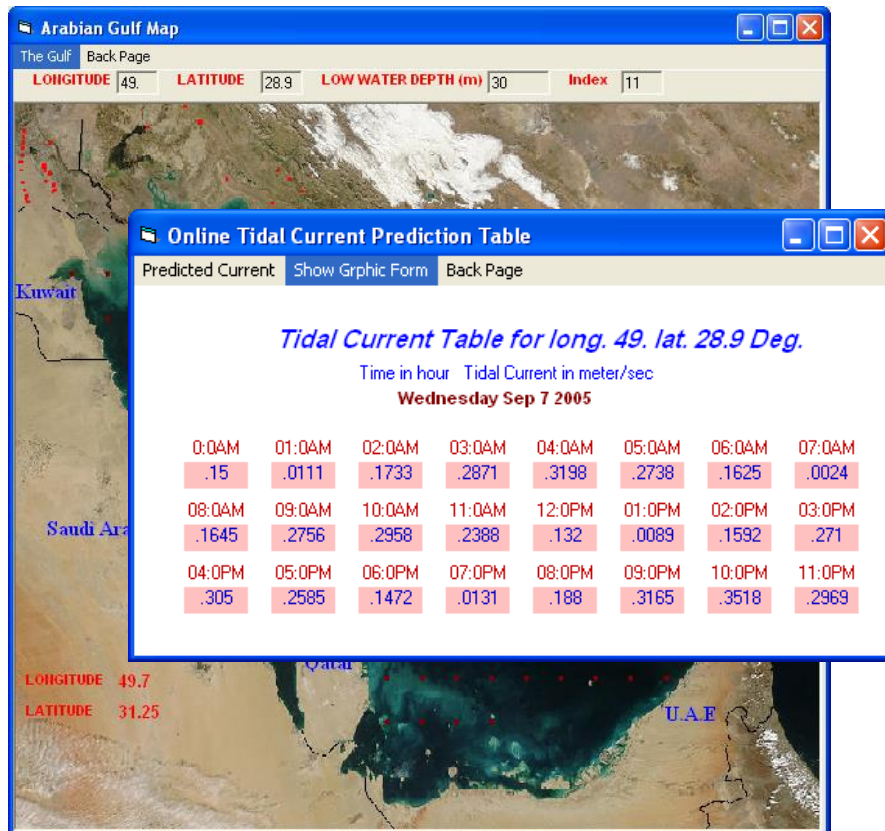 Arabian Gulf Map
The Gulf Back Page
LONGITUDE 49. LATITUDE 28.9 LOW WATER DEPTH (m) 30 Index 11
Online Tidal Current Prediction Table
Predicted Current Show Grphic Form Back Page
Kuwait
Tidal Current Table for long. 49. lat. 28.9 Deg.
Time in hour Tidal Current in meter/sec
Wednesday Sep 7 2005
0:0AM 01:0AM 02:0AM 03:0AM 04:0AM 05:0AM 06:0AM 07:0AM
.15 .0111 .1733 .2871 .3198 .2738 .1625 .0024
08:0AM 09:0AM 10:0AM 11:0AM 12:0PM 01:0PM 02:0PM 03:0PM
.1645 .2756 .2958 .2388 .132 .0089 .1592 .271
Saudi Ara
04:0PM 05:0PM 06:0PM 07:0PM 08:0PM 09:0PM 10:0PM 11:0PM
.305 .2585 .1472 .0131 .188 .3165 .3518 .2969
Qatar
LONGITUDE 49.7
LATITUDE 31.25
U.A.E